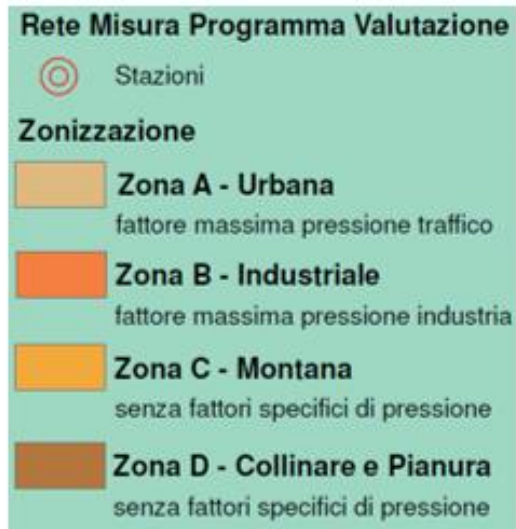 Rete Misura Programma Valutazione
Stazioni
Zonizzazione
Zona A - Urbana
fattore massima pressione traffico
Zona B - Industriale
fattore massima pressione industria
Zona C - Montana
senza fattori specifici di pressione
Zona D - Collinare e Pianura
senza fattori specifici di pressione